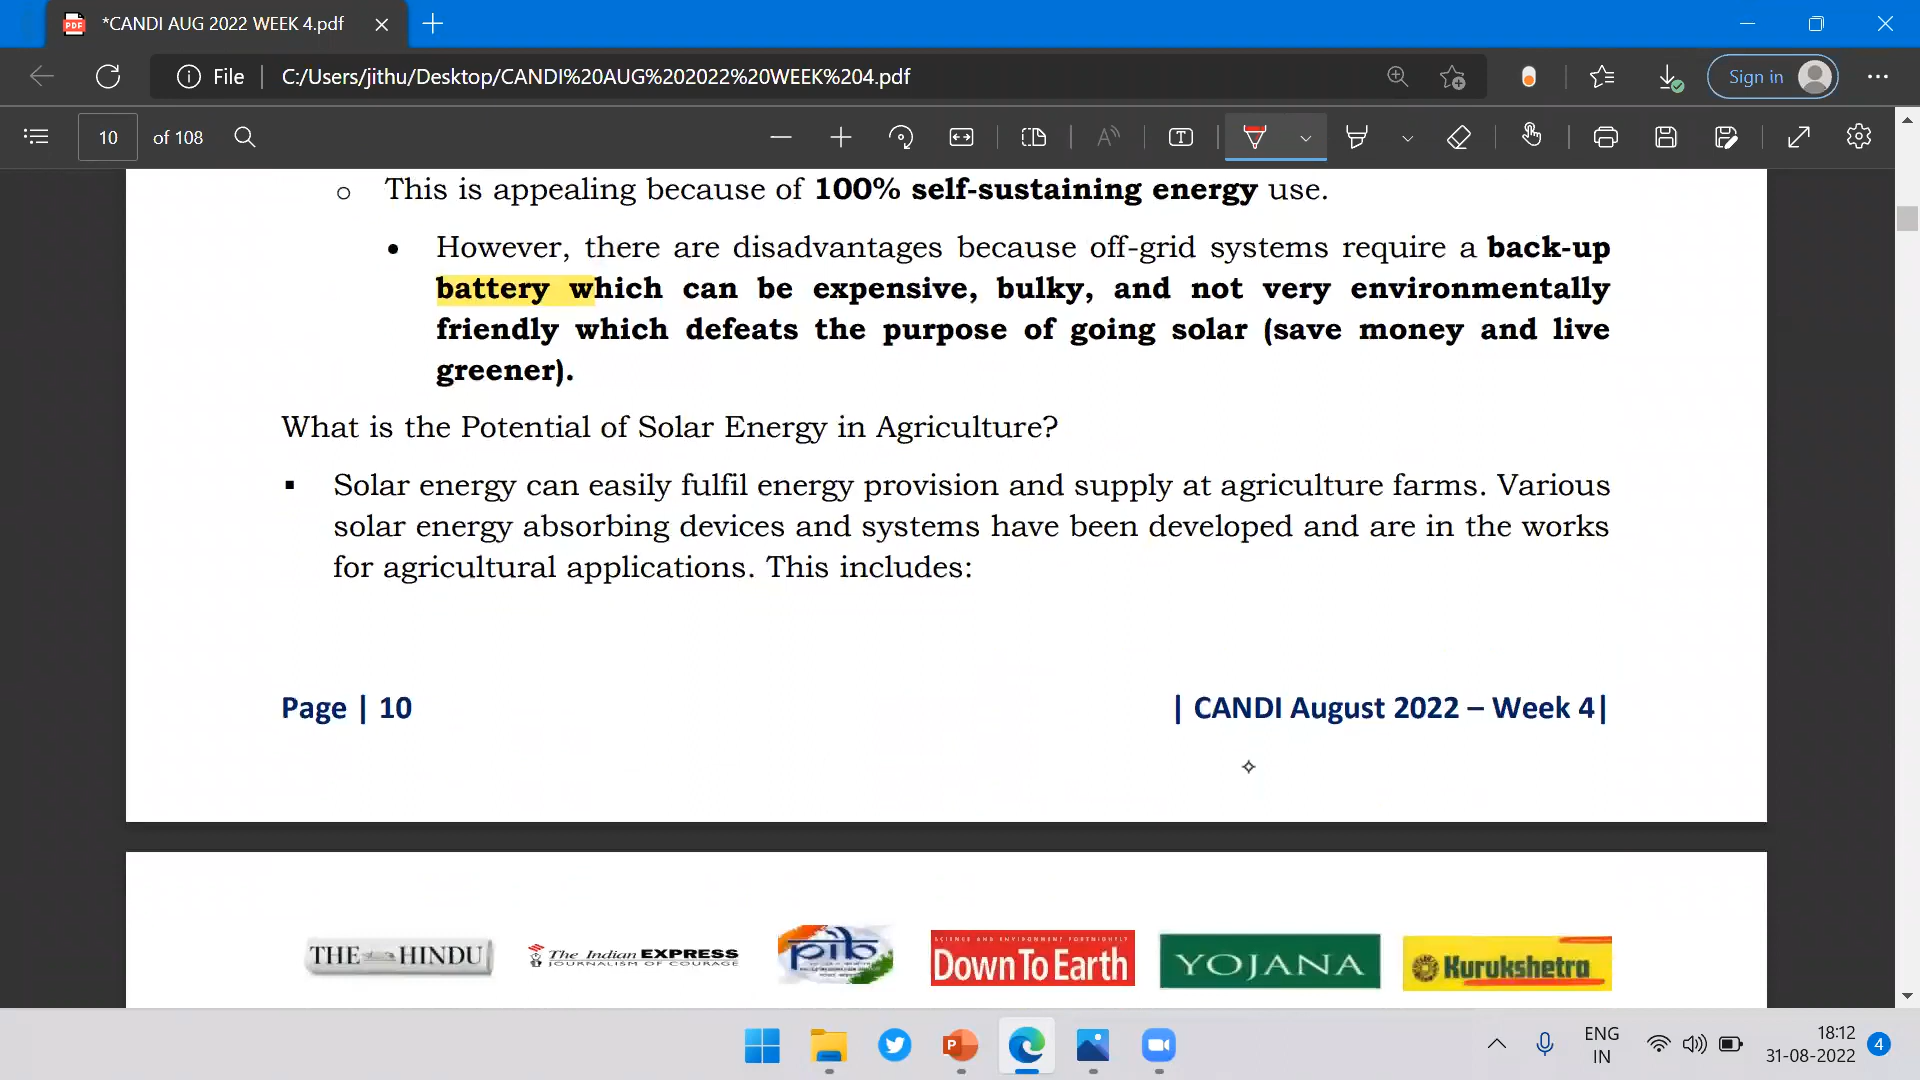 *CANDI AUG 2022 WEEK 4.pdf
File
C:/Users/jithu/Desktop/CANDI%20AUG%202022%20WEEK%204.pdf
Sign in
10 of 108
o This is appealing because of 100% self-sustaining energy use.
• However, there are disadvantages because off-grid systems require a back-up
battery which can be expensive, bulky, and not very environmentally
friendly which defeats the purpose of going solar (save money and live
greener).
What is the Potential of Solar Energy in Agriculture?
▪ Solar energy can easily fulfil energy provision and supply at agriculture farms. Various
solar energy absorbing devices and systems have been developed and are in the works
for agricultural applications. This includes:
Page | 10
| CANDI August 2022 – Week 4|
THE HINDU
The Indian EXPRESS
JOURNALISM OF COURAGE
pib
SCIENCE AND ENVIRONMENT FORTNIGHTLY
Down To Earth
YOJANA
Kurukshetra
ENG
IN
18:12
31-08-2022
4